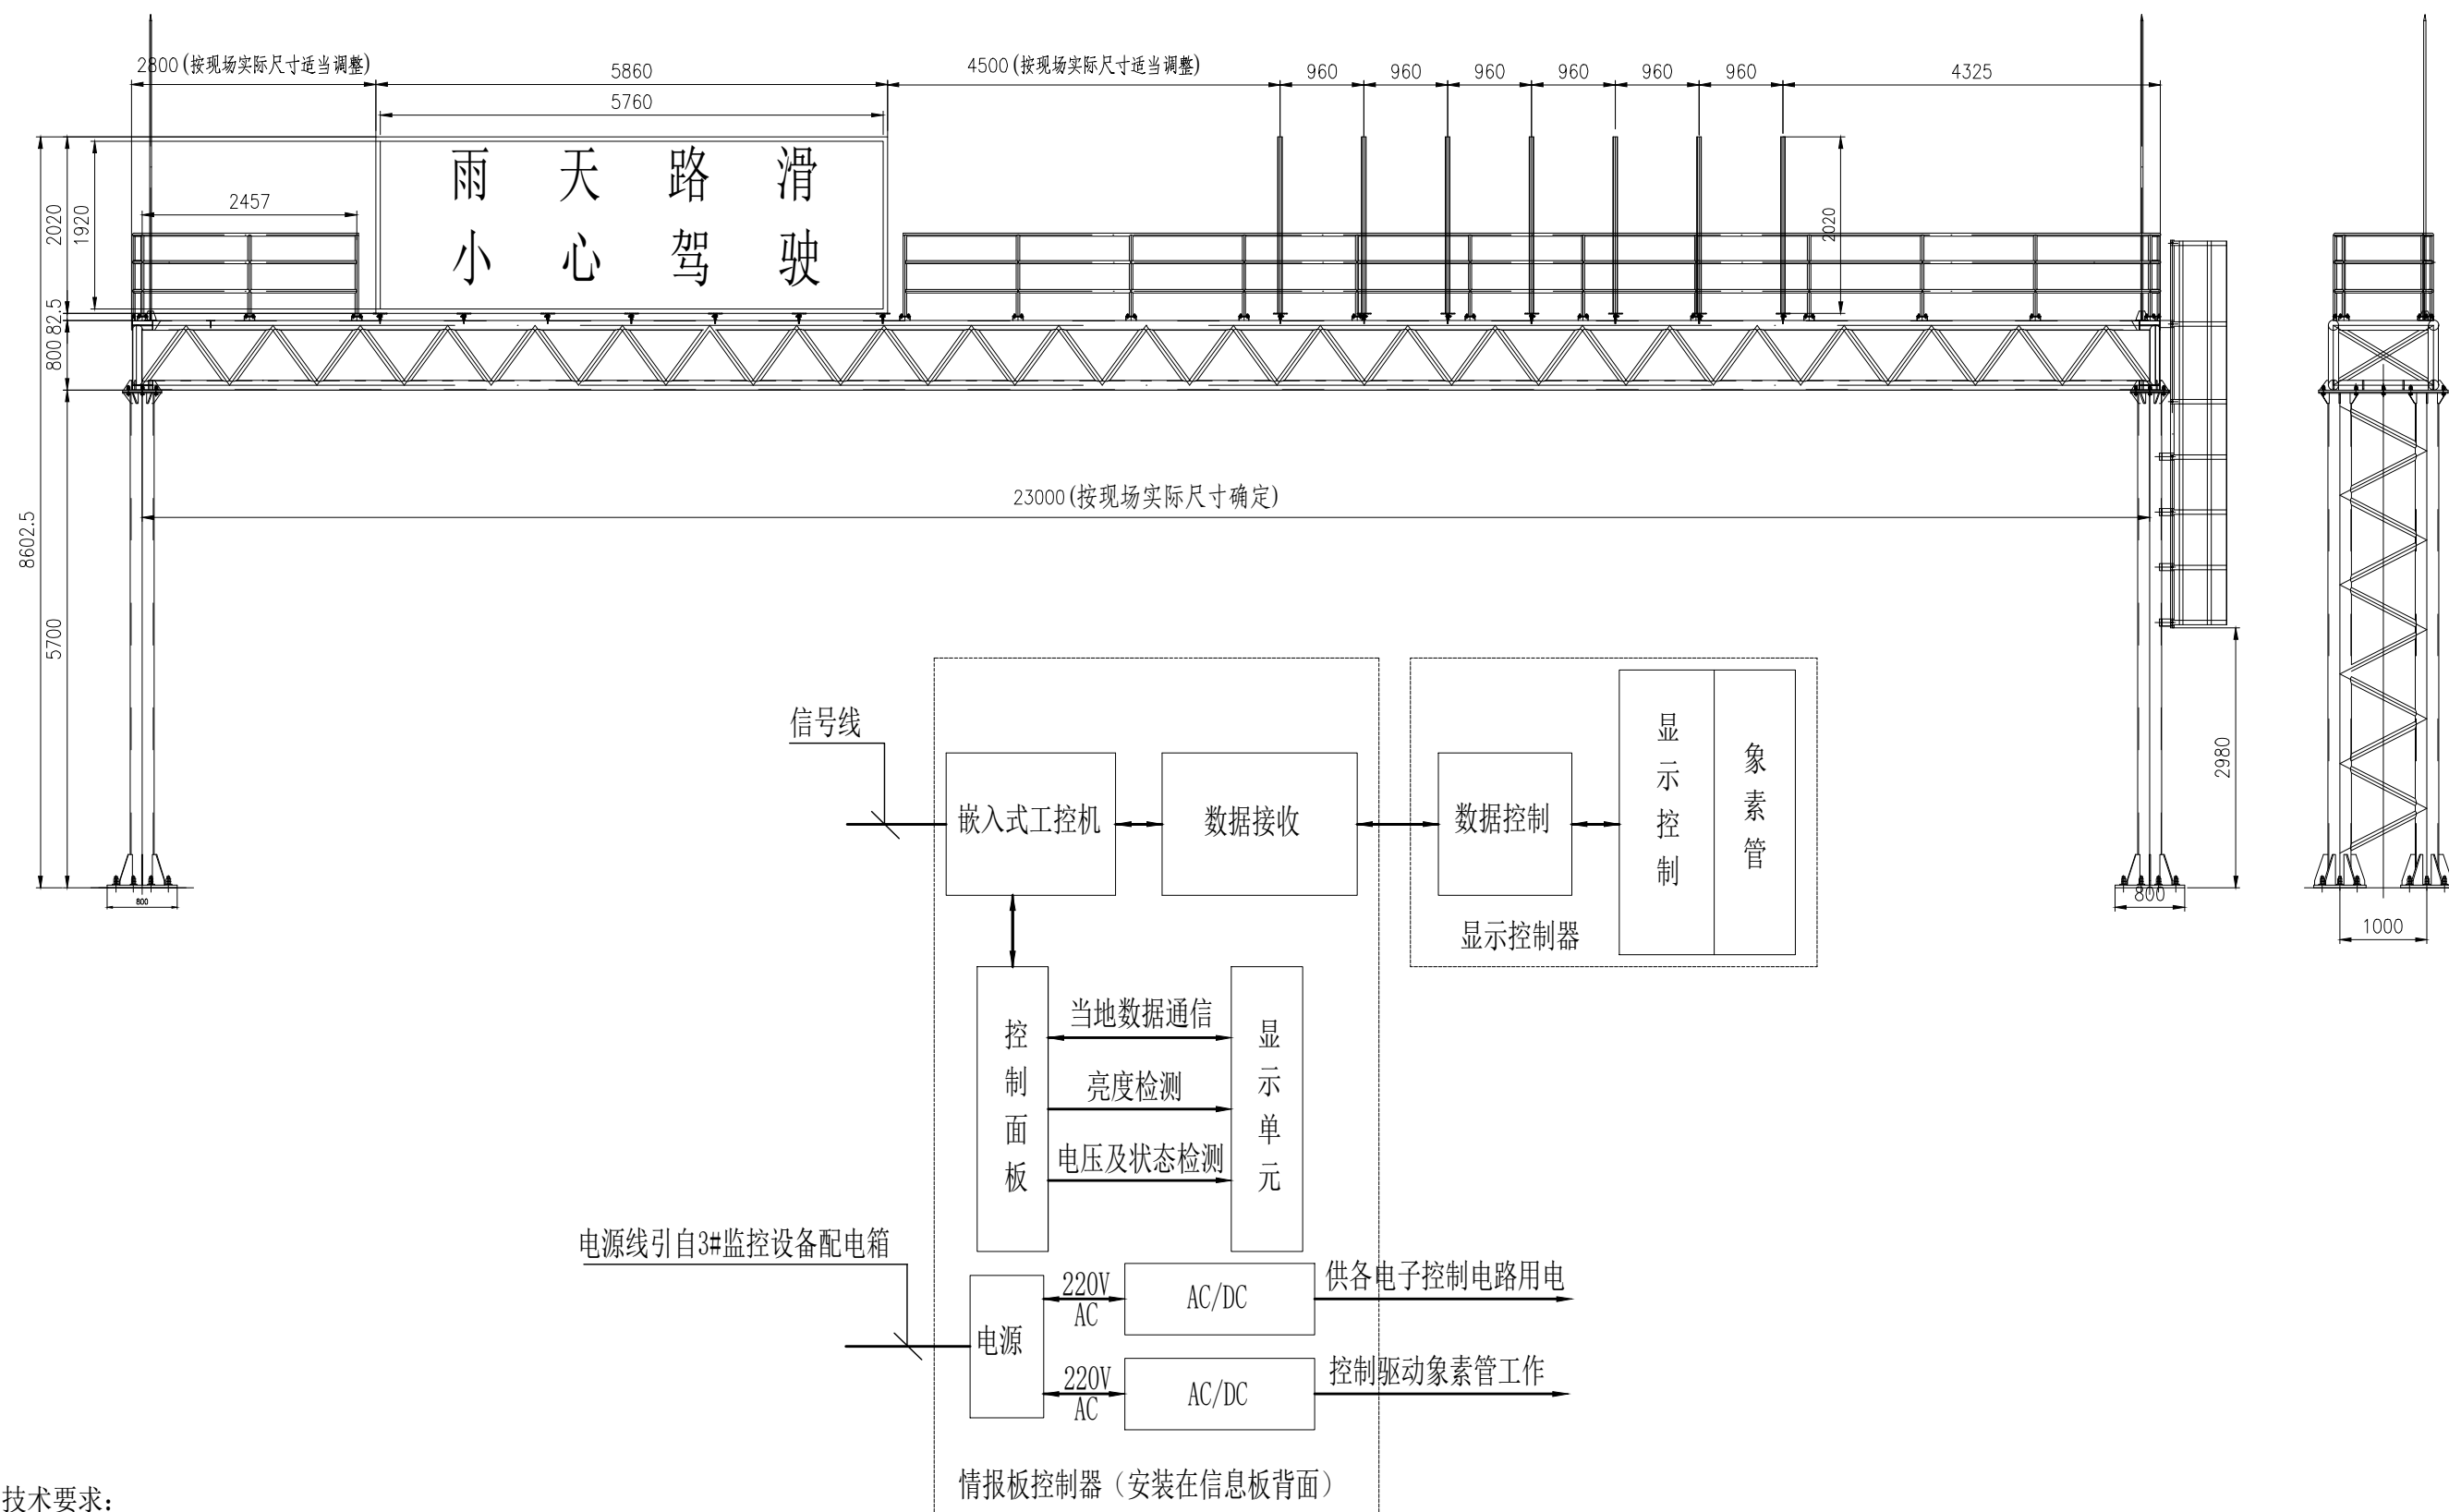 2800(按现场实际尺寸适当调整)
5860
4500(按现场实际尺寸适当调整)
960
960
960
960
960
960
4325
5760
雨天路滑
小心驾驶
2457
2020
1920
2020
82.5
800
8602.5
5700
23000(按现场实际尺寸确定)
2980
800
800
1000
信号线
嵌入式工控机
数据接收
数据控制
显示控制
象素管
显示控制器
控制面板
当地数据通信
亮度检测
电压及状态检测
显示单元
电源线引自3#监控设备配电箱
电源
220V
AC
AC/DC
供各电子控制电路用电
220V
AC
AC/DC
控制驱动象素管工作
情报板控制器（安装在信息板背面）
技术要求：